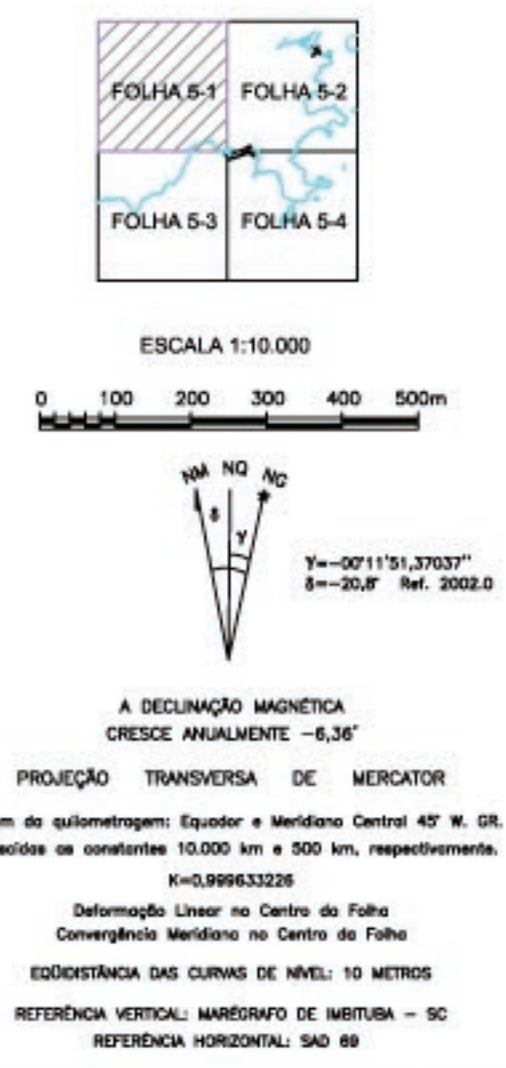 FOLHA 5-1 FOLHA 5-2
FOLHA 5-3 FOLHA 5-4
ESCALA 1:10.000
0 100 200 300 400 500m
NM NQ NG
δ γ
γ=-00°11'51,37037"
δ=-20,8° Ref. 2002.0
A DECLINAÇÃO MAGNÉTICA
CRESCE ANUALMENTE -6,36'
PROJEÇÃO TRANSVERSA DE MERCATOR
m da quilometragem: Equador e Meridiano Central 45° W. GR.
as constantes 10.000 km e 500 km, respectivamente.
K=0,999633226
Deformação Linear no Centro da Folha
Convergência Meridiana no Centro da Folha
EQÜIDISTÂNCIA DAS CURVAS DE NÍVEL: 10 METROS
REFERÊNCIA VERTICAL: MARÉGRAFO DE IMBITUBA – SC
REFERÊNCIA HORIZONTAL: SAD 69